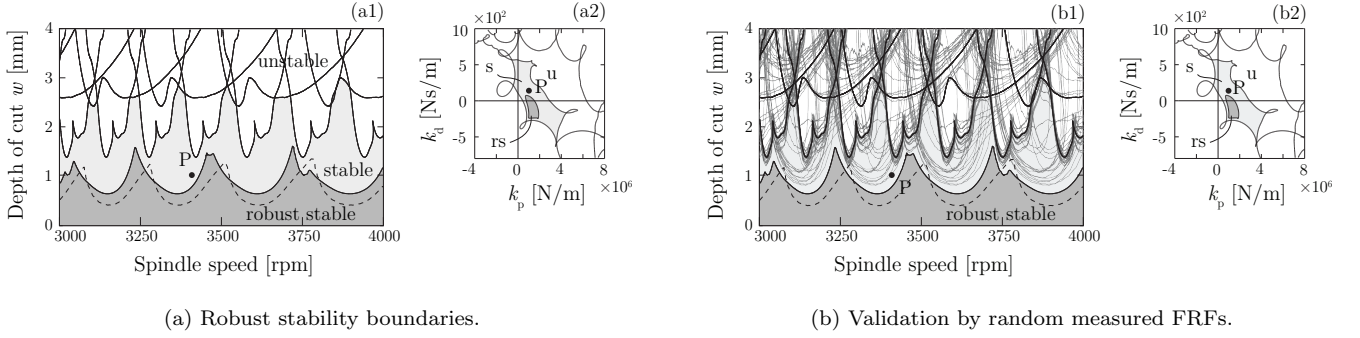 (a1)
Depth of cut w [mm]
4
3
2
1
0
unstable
P
stable
robust stable
3000 3250 3500 3750 4000
Spindle speed [rpm]
(a2)
×10²
k_d [Ns/m]
10
5
0
-5
s
u
P
rs
-4 0 4 8
×10⁶
k_p [N/m]
(b1)
Depth of cut w [mm]
4
3
2
1
0
P
robust stable
3000 3250 3500 3750 4000
Spindle speed [rpm]
(b2)
×10²
k_d [Ns/m]
10
5
0
-5
s
u
P
rs
-4 0 4 8
×10⁶
k_p [N/m]
(a) Robust stability boundaries.
(b) Validation by random measured FRFs.